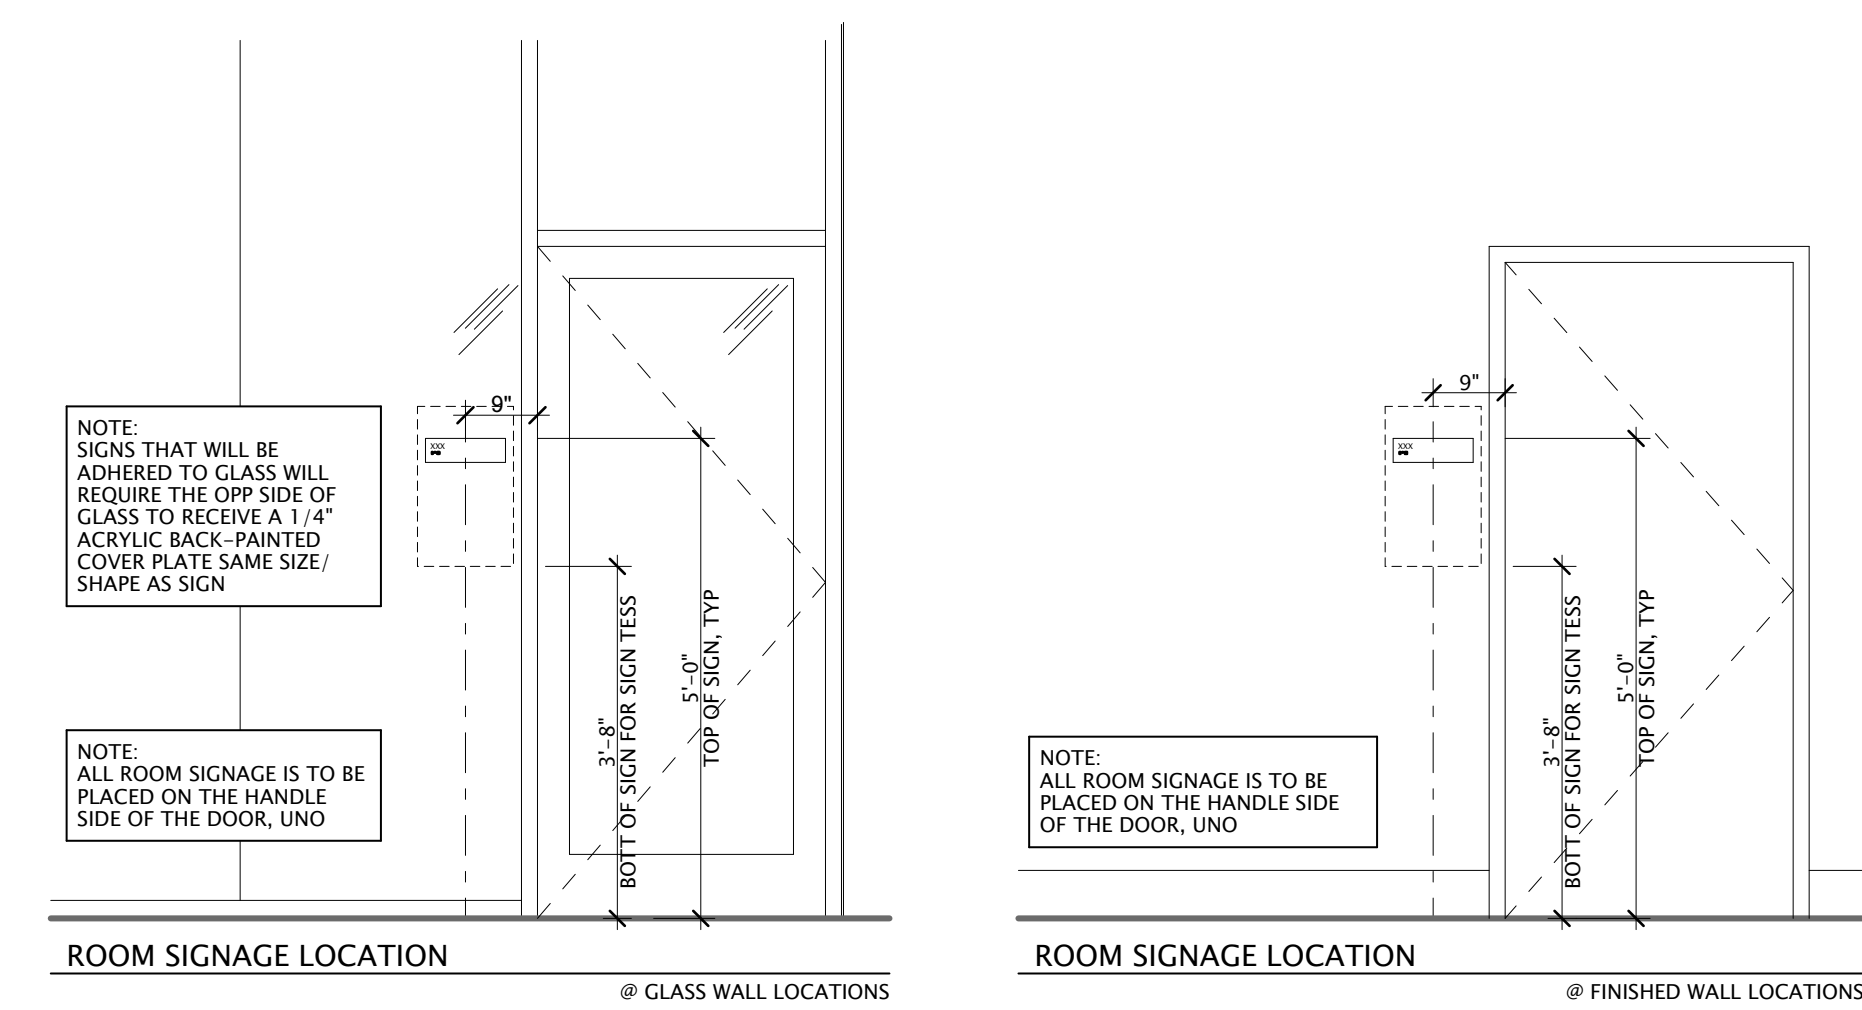 9"
NOTE:
SIGNS THAT WILL BE
ADHERED TO GLASS WILL
REQUIRE THE OPP SIDE OF
GLASS TO RECEIVE A 1/4"
ACRYLIC BACK-PAINTED
COVER PLATE SAME SIZE/
SHAPE AS SIGN
XXX
3'-8"
BOTT OF SIGN FOR SIGN TESS
5'-0"
TOP OF SIGN, TYP
NOTE:
ALL ROOM SIGNAGE IS TO BE
PLACED ON THE HANDLE
SIDE OF THE DOOR, UNO
ROOM SIGNAGE LOCATION
@ GLASS WALL LOCATIONS
9"
XXX
3'-8"
BOTT OF SIGN FOR SIGN TESS
5'-0"
TOP OF SIGN, TYP
NOTE:
ALL ROOM SIGNAGE IS TO BE
PLACED ON THE HANDLE SIDE
OF THE DOOR, UNO
ROOM SIGNAGE LOCATION
@ FINISHED WALL LOCATIONS